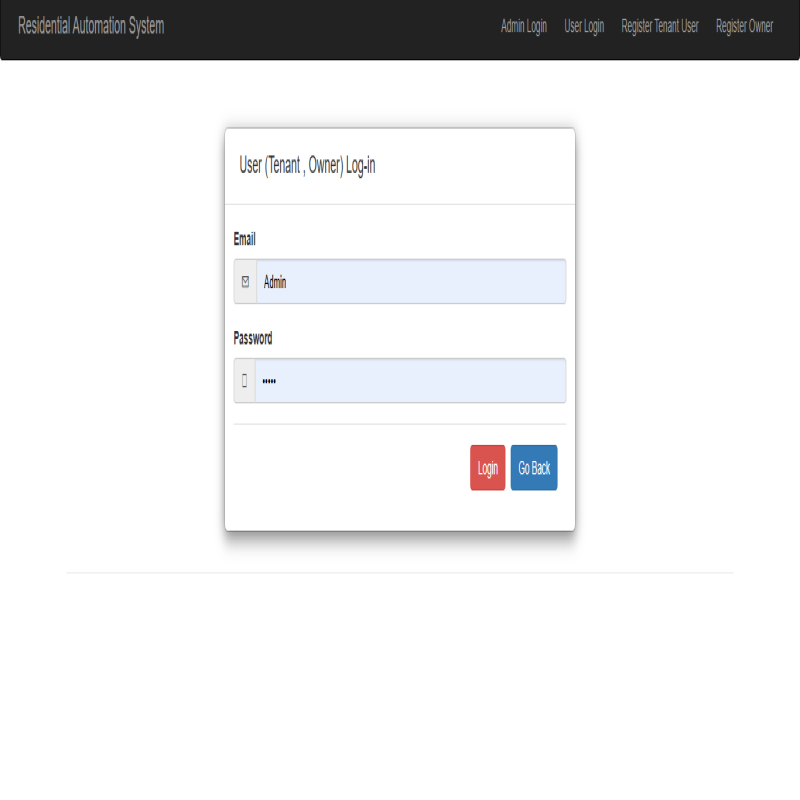 Residential Automation System Admin Login User Login Register Tenant User Register Owner
User (Tenant , Owner) Log-in
Email
Admin
Password
•••••
Login Go Back